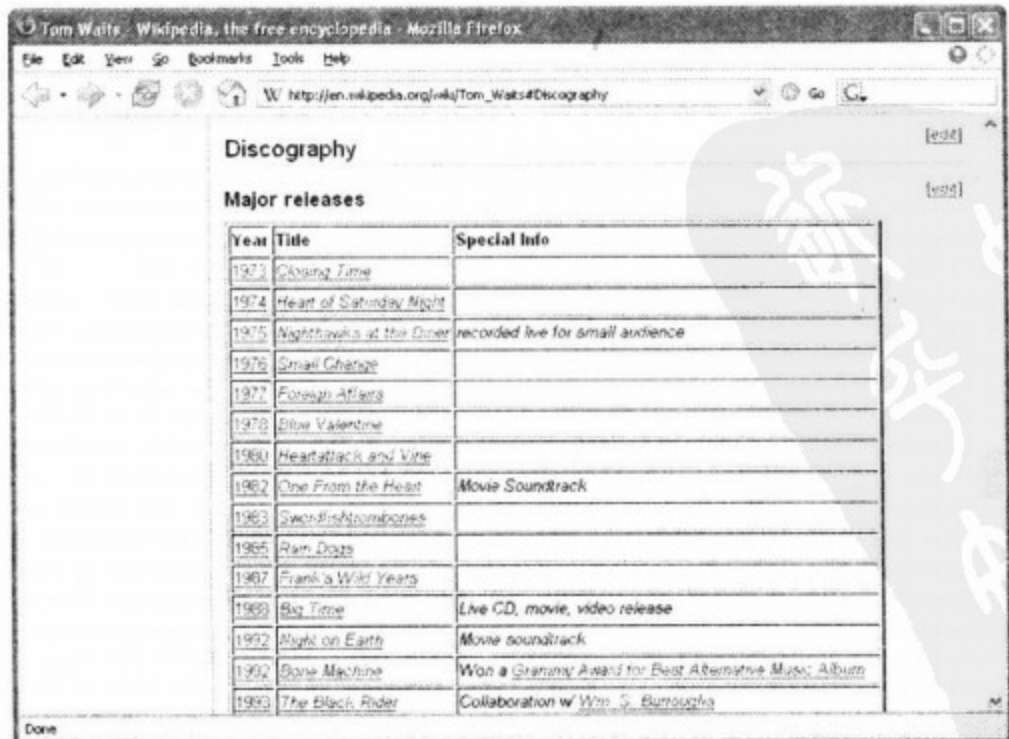 Tom Waits - Wikipedia, the free encyclopedia - Mozilla Firefox
File Edit View Go Bookmarks Tools Help
W http://en.wikipedia.org/wiki/Tom_Waits#Discography Go G
Discography [edit]
Major releases [edit]
Year Title Special Info
1973 Closing Time
1974 Heart of Saturday Night
1975 Nighthawks at the Diner recorded live for small audience
1976 Small Change
1977 Foreign Affairs
1978 Blue Valentine
1980 Heartattack and Vine
1982 One From the Heart Movie Soundtrack
1983 Swordfishtrombones
1985 Rain Dogs
1987 Frank's Wild Years
1988 Big Time Live CD, movie, video release
1992 Night on Earth Movie soundtrack
1992 Bone Machine Won a Grammy Award for Best Alternative Music Album
1993 The Black Rider Collaboration w/ Wm. S. Burroughs
Done